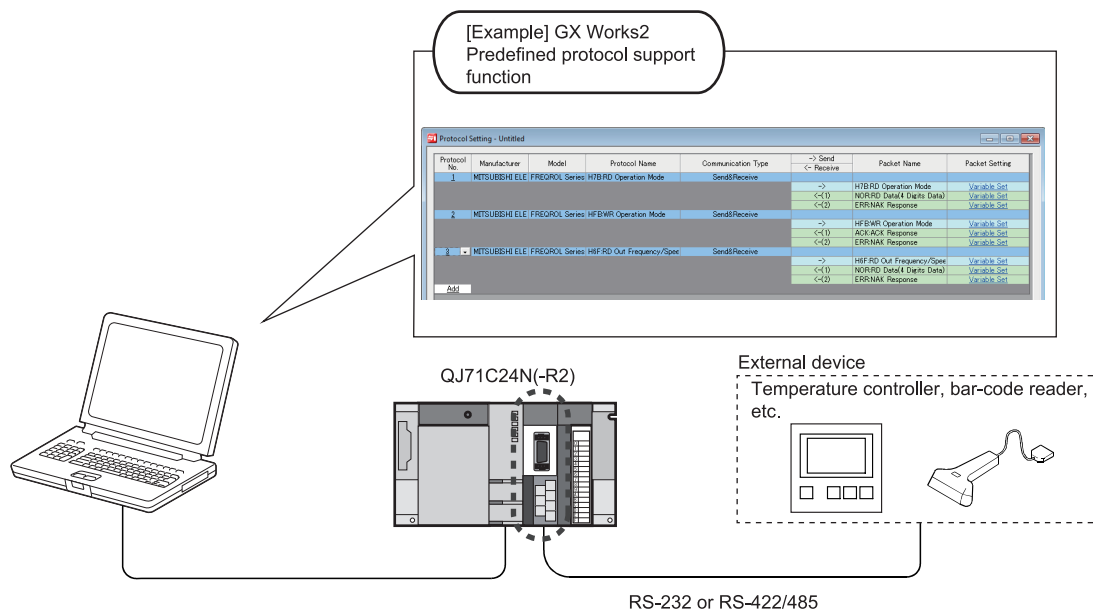 [Example] GX Works2
Predefined protocol support
function
Protocol Setting - Untitled
Protocol No. Manufacturer Model Protocol Name Communication Type -> Send <- Receive Packet Name Packet Setting
1 MITSUBISHI ELE FREQROL Series H7B:RD Operation Mode Send&Receive
-> H7B:RD Operation Mode Variable Set
<-(1) NOR:RD Data(4 Digits Data) Variable Set
<-(2) ERR:NAK Response Variable Set
2 MITSUBISHI ELE FREQROL Series HFB:WR Operation Mode Send&Receive
-> HFB:WR Operation Mode Variable Set
<-(1) ACK:ACK Response Variable Set
<-(2) ERR:NAK Response Variable Set
3 MITSUBISHI ELE FREQROL Series H6F:RD Out Frequency/Spee Send&Receive
-> H6F:RD Out Frequency/Spee Variable Set
<-(1) NOR:RD Data(4 Digits Data) Variable Set
<-(2) ERR:NAK Response Variable Set
Add
QJ71C24N(-R2)
External device
Temperature controller, bar-code reader,
etc.
RS-232 or RS-422/485